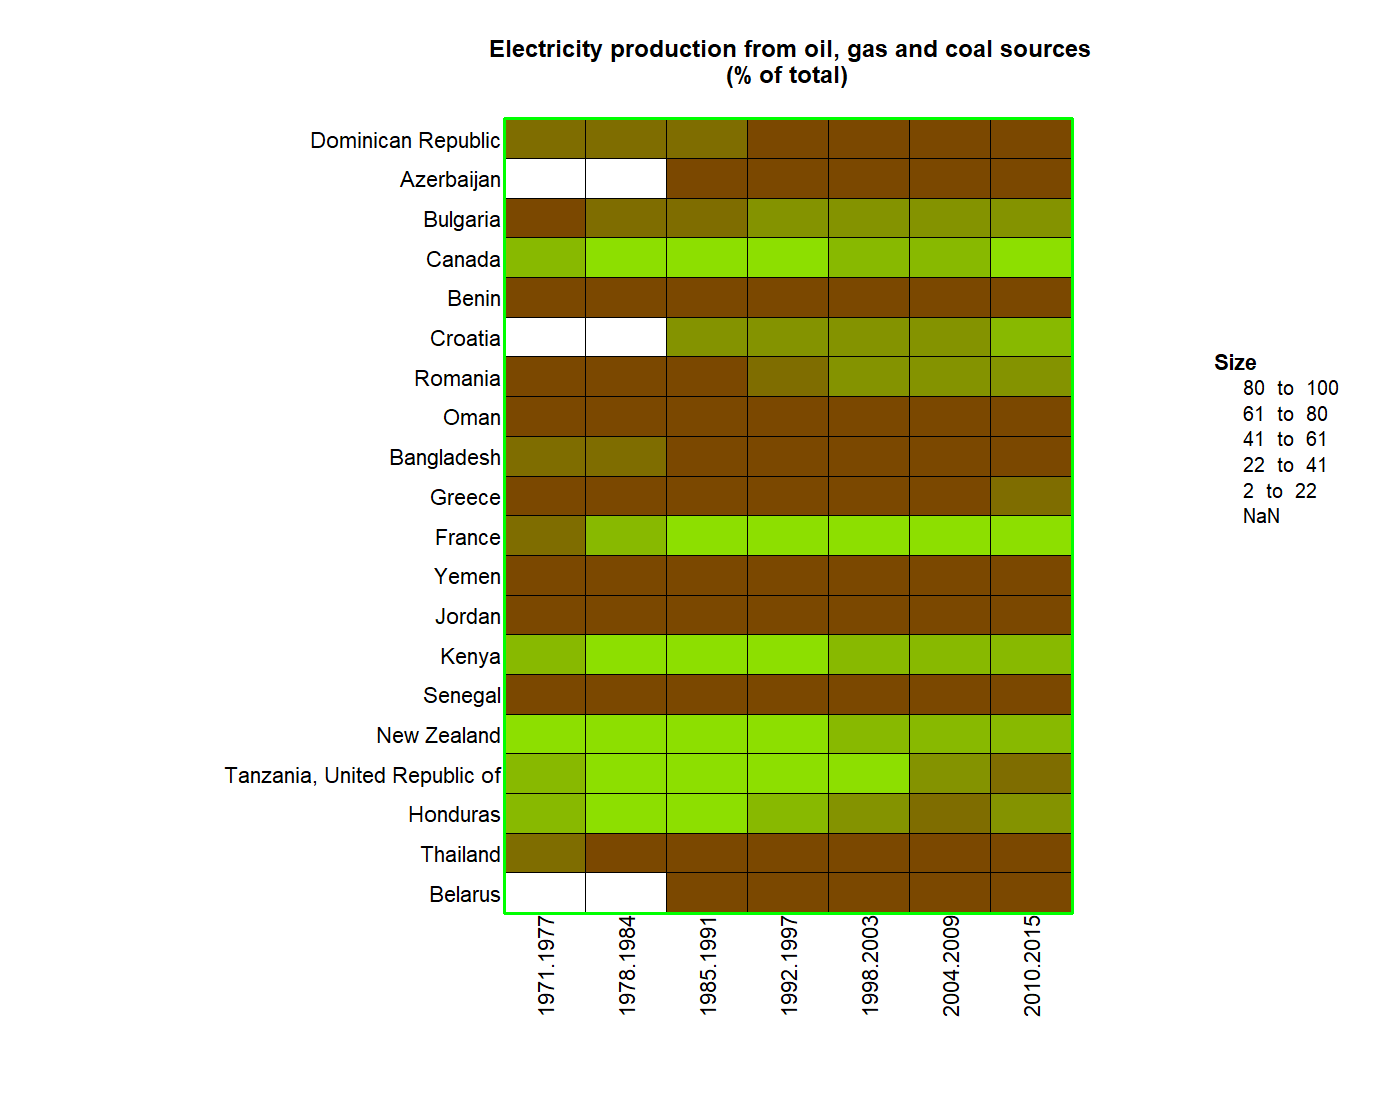 Electricity production from oil, gas and coal sources
(% of total)
Dominican Republic
Azerbaijan
Bulgaria
Canada
Benin
Croatia
Romania
Oman
Bangladesh
Greece
France
Yemen
Jordan
Kenya
Senegal
New Zealand
Tanzania, United Republic of
Honduras
Thailand
Belarus
1971.1977
1978.1984
1985.1991
1992.1997
1998.2003
2004.2009
2010.2015
Size
80 to 100
61 to 80
41 to 61
22 to 41
2 to 22
NaN